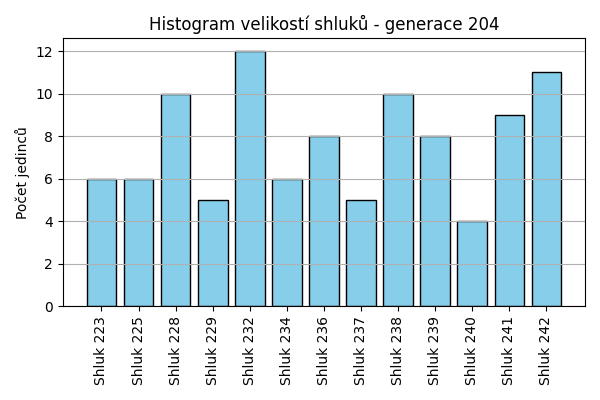 Histogram velikostí shluků - generace 204
Počet jedinců
12
10
8
6
4
2
0
Shluk 223
Shluk 225
Shluk 228
Shluk 229
Shluk 232
Shluk 234
Shluk 236
Shluk 237
Shluk 238
Shluk 239
Shluk 240
Shluk 241
Shluk 242